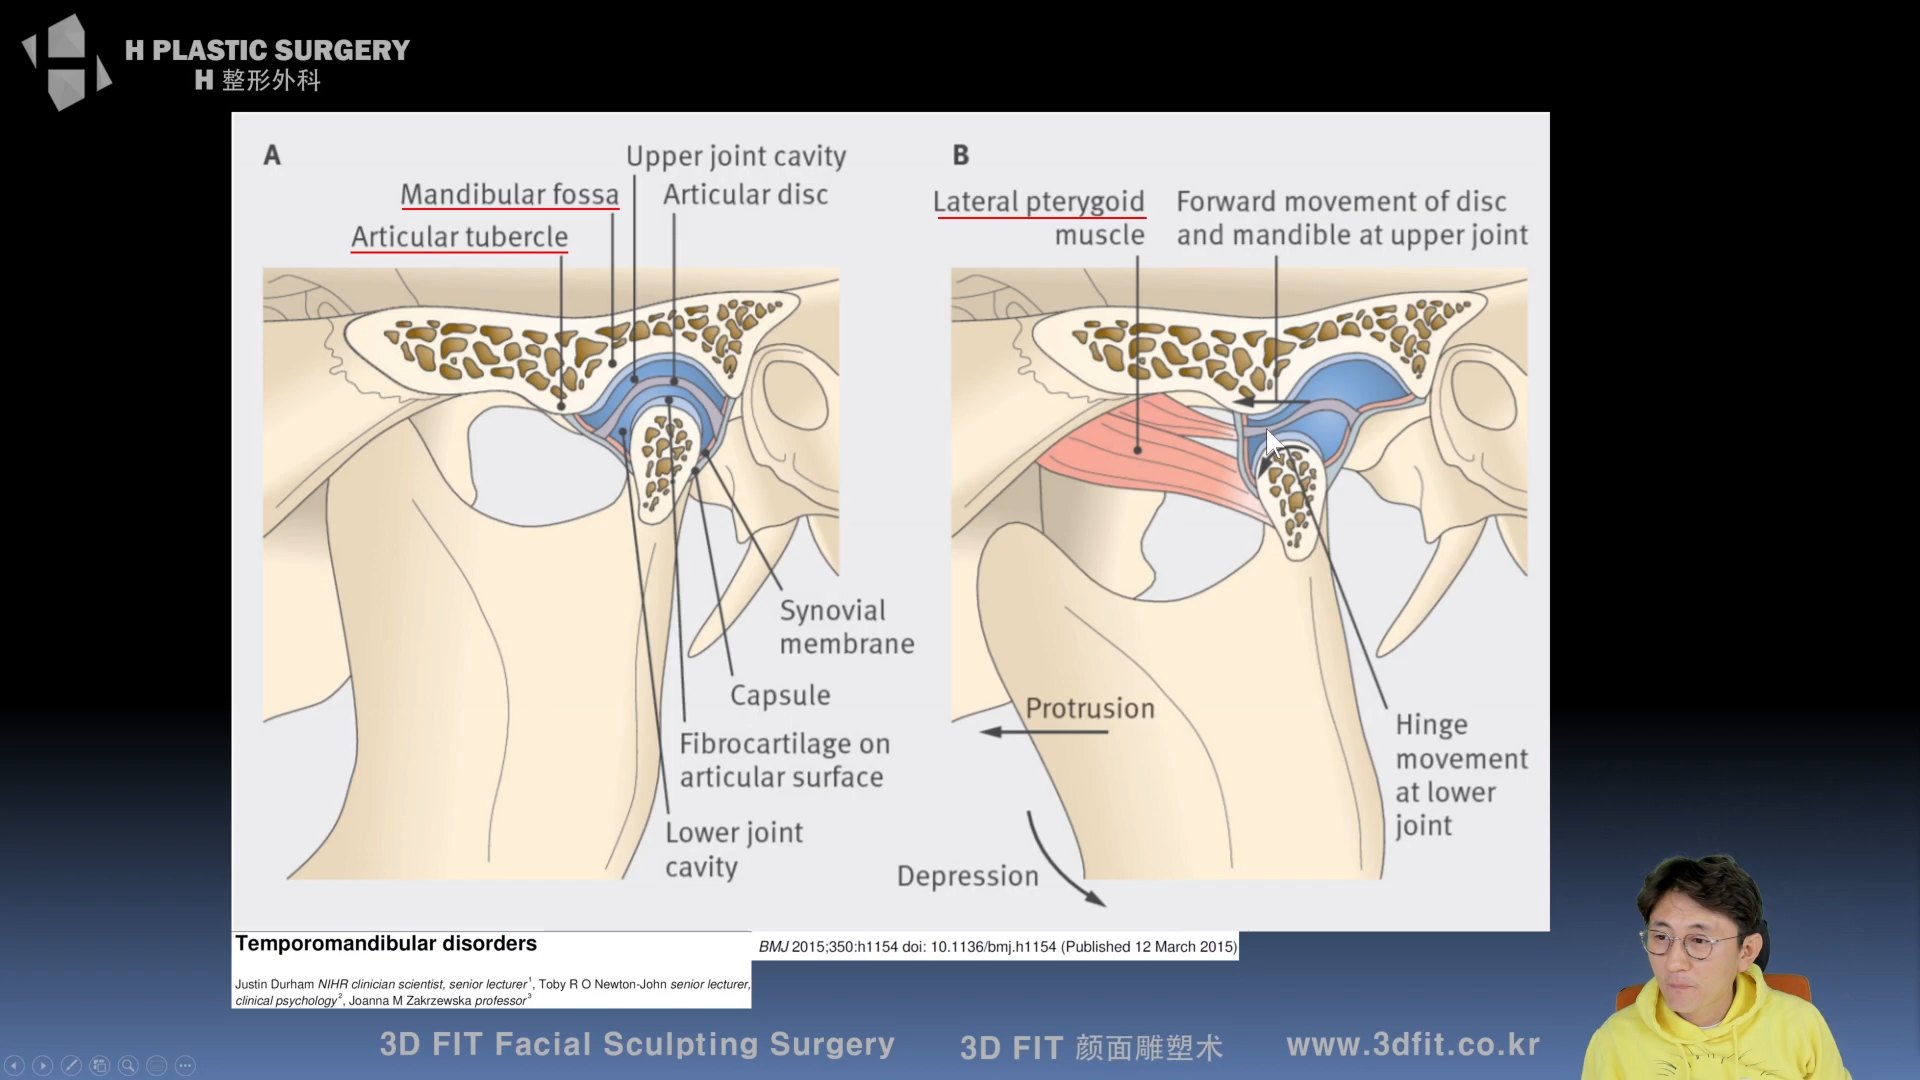 H PLASTIC SURGERY
H 整形外科
A
Upper joint cavity
Mandibular fossa
Articular disc
Articular tubercle
Synovial
membrane
Capsule
Fibrocartilage on
articular surface
Lower joint
cavity
B
Lateral pterygoid
muscle
Forward movement of disc
and mandible at upper joint
Protrusion
Depression
Hinge
movement
at lower
joint
Temporomandibular disorders
BMJ 2015;350:h1154 doi: 10.1136/bmj.h1154 (Published 12 March 2015)
Justin Durham NIHR clinician scientist, senior lecturer¹, Toby R O Newton-John senior lecturer,
clinical psychology², Joanna M Zakrzewska professor³
3D FIT Facial Sculpting Surgery
3D FIT 颜面雕塑术
www.3dfit.co.kr